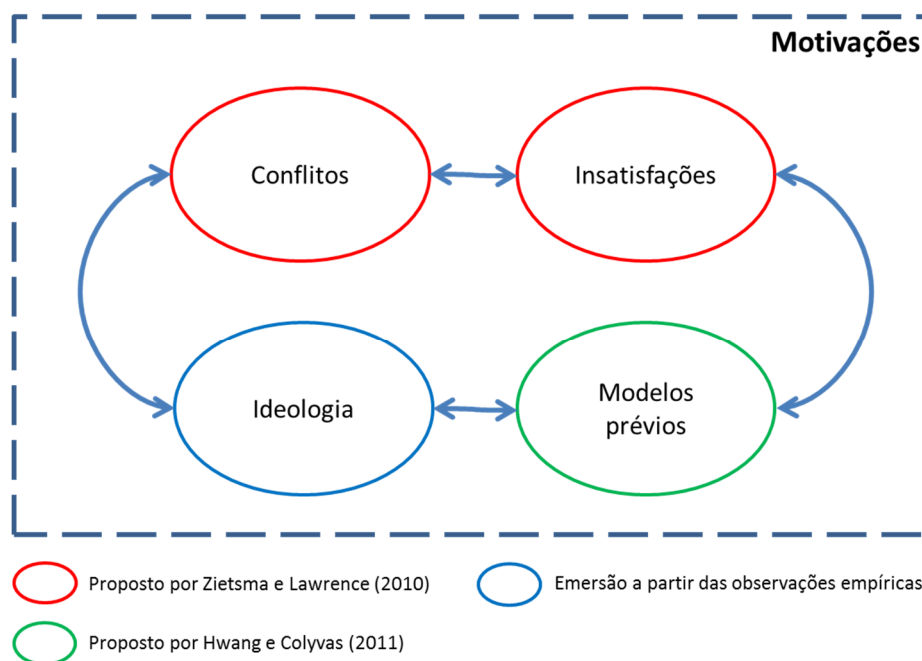 Motivações
Conflitos
Insatisfações
Ideologia
Modelos
prévios
Proposto por Zietsma e Lawrence (2010)
Emersão a partir das observações empíricas
Proposto por Hwang e Colyvas (2011)